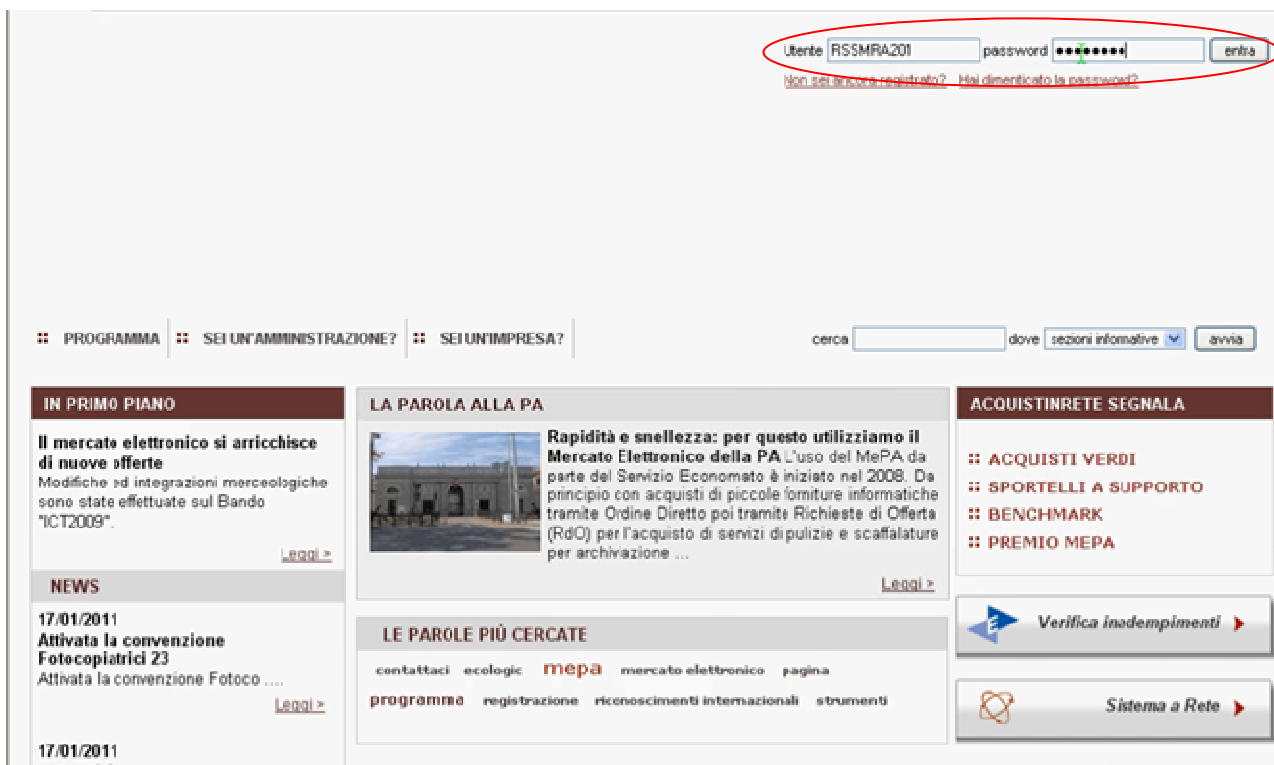 Utente RSSMRA201 password ●●●●●●●● entra
Non sei ancora registrato? Hai dimenticato la password?
PROGRAMMA SEI UN'AMMINISTRAZIONE? SEI UN'IMPRESA?
cerca dove sezioni informative avvia
IN PRIMO PIANO
Il mercato elettronico si arricchisce
di nuove offerte
Modifiche ed integrazioni merceologiche
sono state effettuate sul Bando
"ICT2009".
Leggi >
NEWS
17/01/2011
Attivata la convenzione
Fotocopiatrici 23
Attivata la convenzione Fotoco ....
Leggi >
17/01/2011
LA PAROLA ALLA PA
Rapidità e snellezza: per questo utilizziamo il
Mercato Elettronico della PA L'uso del MePA da
parte del Servizio Economato è iniziato nel 2008. Da
principio con acquisti di piccole forniture informatiche
tramite Ordine Diretto poi tramite Richieste di Offerta
(RdO) per l'acquisto di servizi di pulizie e scaffalature
per archivazione ...
Leggi >
LE PAROLE PIÙ CERCATE
contattaci ecologic mepa mercato elettronico pagina
programma registrazione riconoscimenti internazionali strumenti
ACQUISTINRETE SEGNALA
ACQUISTI VERDI
SPORTELLI A SUPPORTO
BENCHMARK
PREMIO MEPA
Verifica inadempimenti
Sistema a Rete